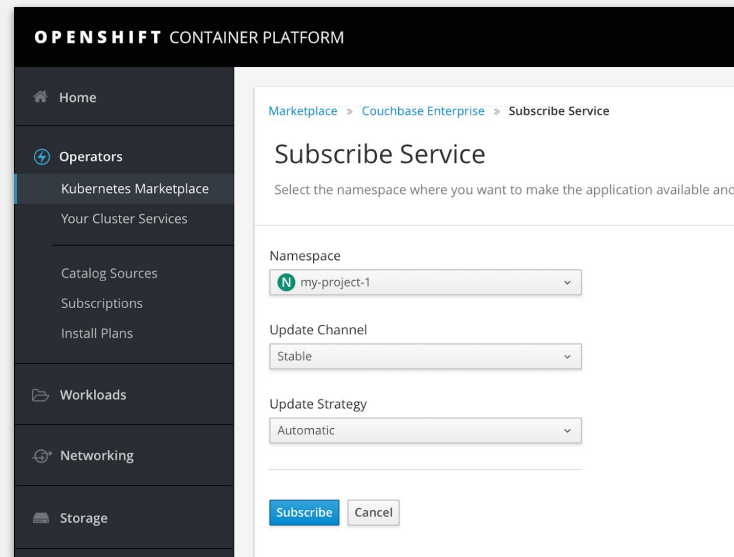 OPENSHIFT CONTAINER PLATFORM
Home
Operators
Kubernetes Marketplace
Your Cluster Services
Catalog Sources
Subscriptions
Install Plans
Workloads
Networking
Storage
Marketplace » Couchbase Enterprise » Subscribe Service
Subscribe Service
Select the namespace where you want to make the application available and
Namespace
N my-project-1
Update Channel
Stable
Update Strategy
Automatic
Subscribe Cancel